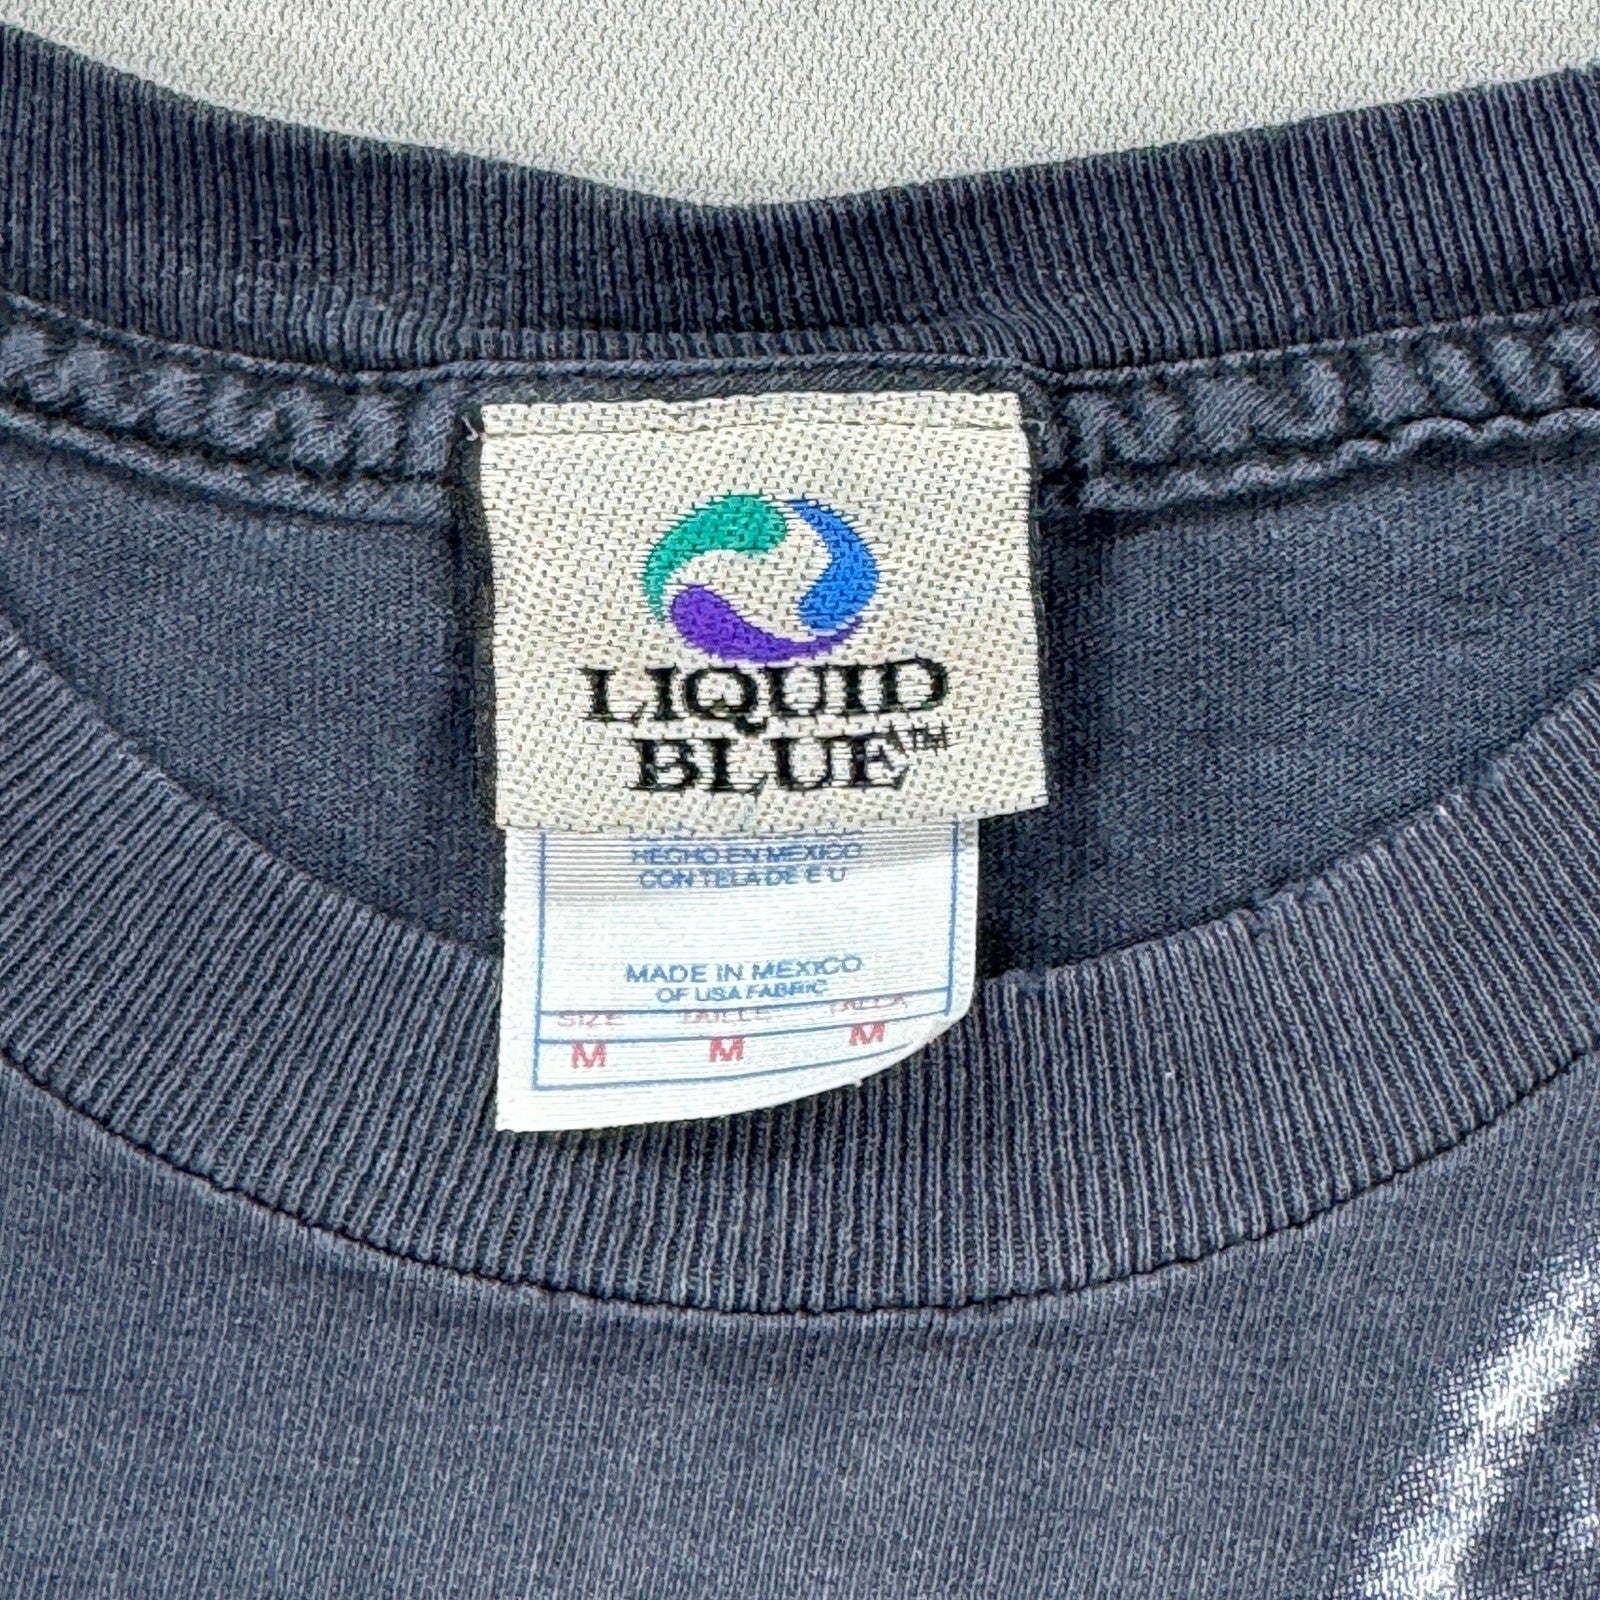 LIQUID
BLUE™
HECHO EN MEXICO
CON TELA DE E U
MADE IN MEXICO
OF USA FABRIC
SIZE TAILLE TALLA
M M M